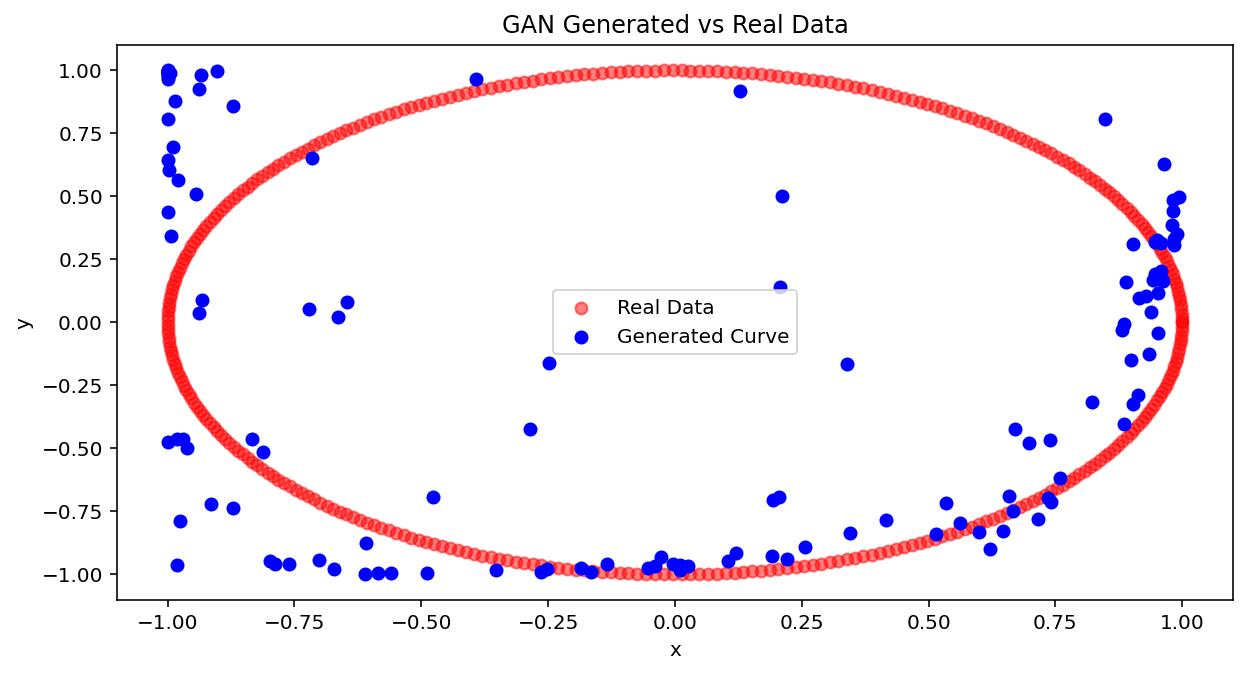 GAN Generated vs Real Data
1.00
0.75
0.50
0.25
0.00
−0.25
−0.50
−0.75
−1.00
y
Real Data
Generated Curve
−1.00 −0.75 −0.50 −0.25 0.00 0.25 0.50 0.75 1.00
x